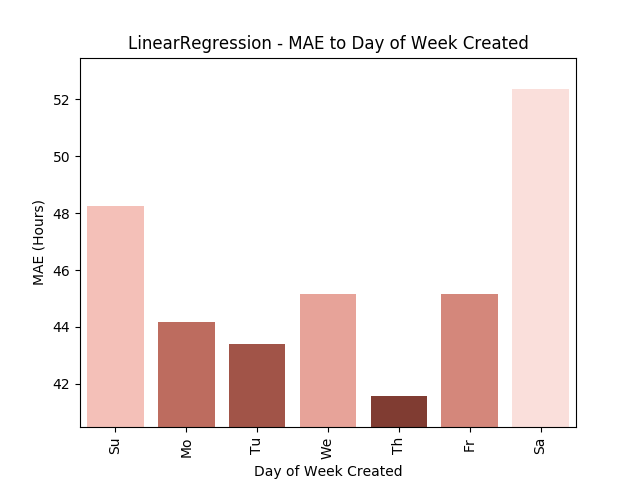 LinearRegression - MAE to Day of Week Created
MAE (Hours)
52
50
48
46
44
42
Su
Mo
Tu
We
Th
Fr
Sa
Day of Week Created